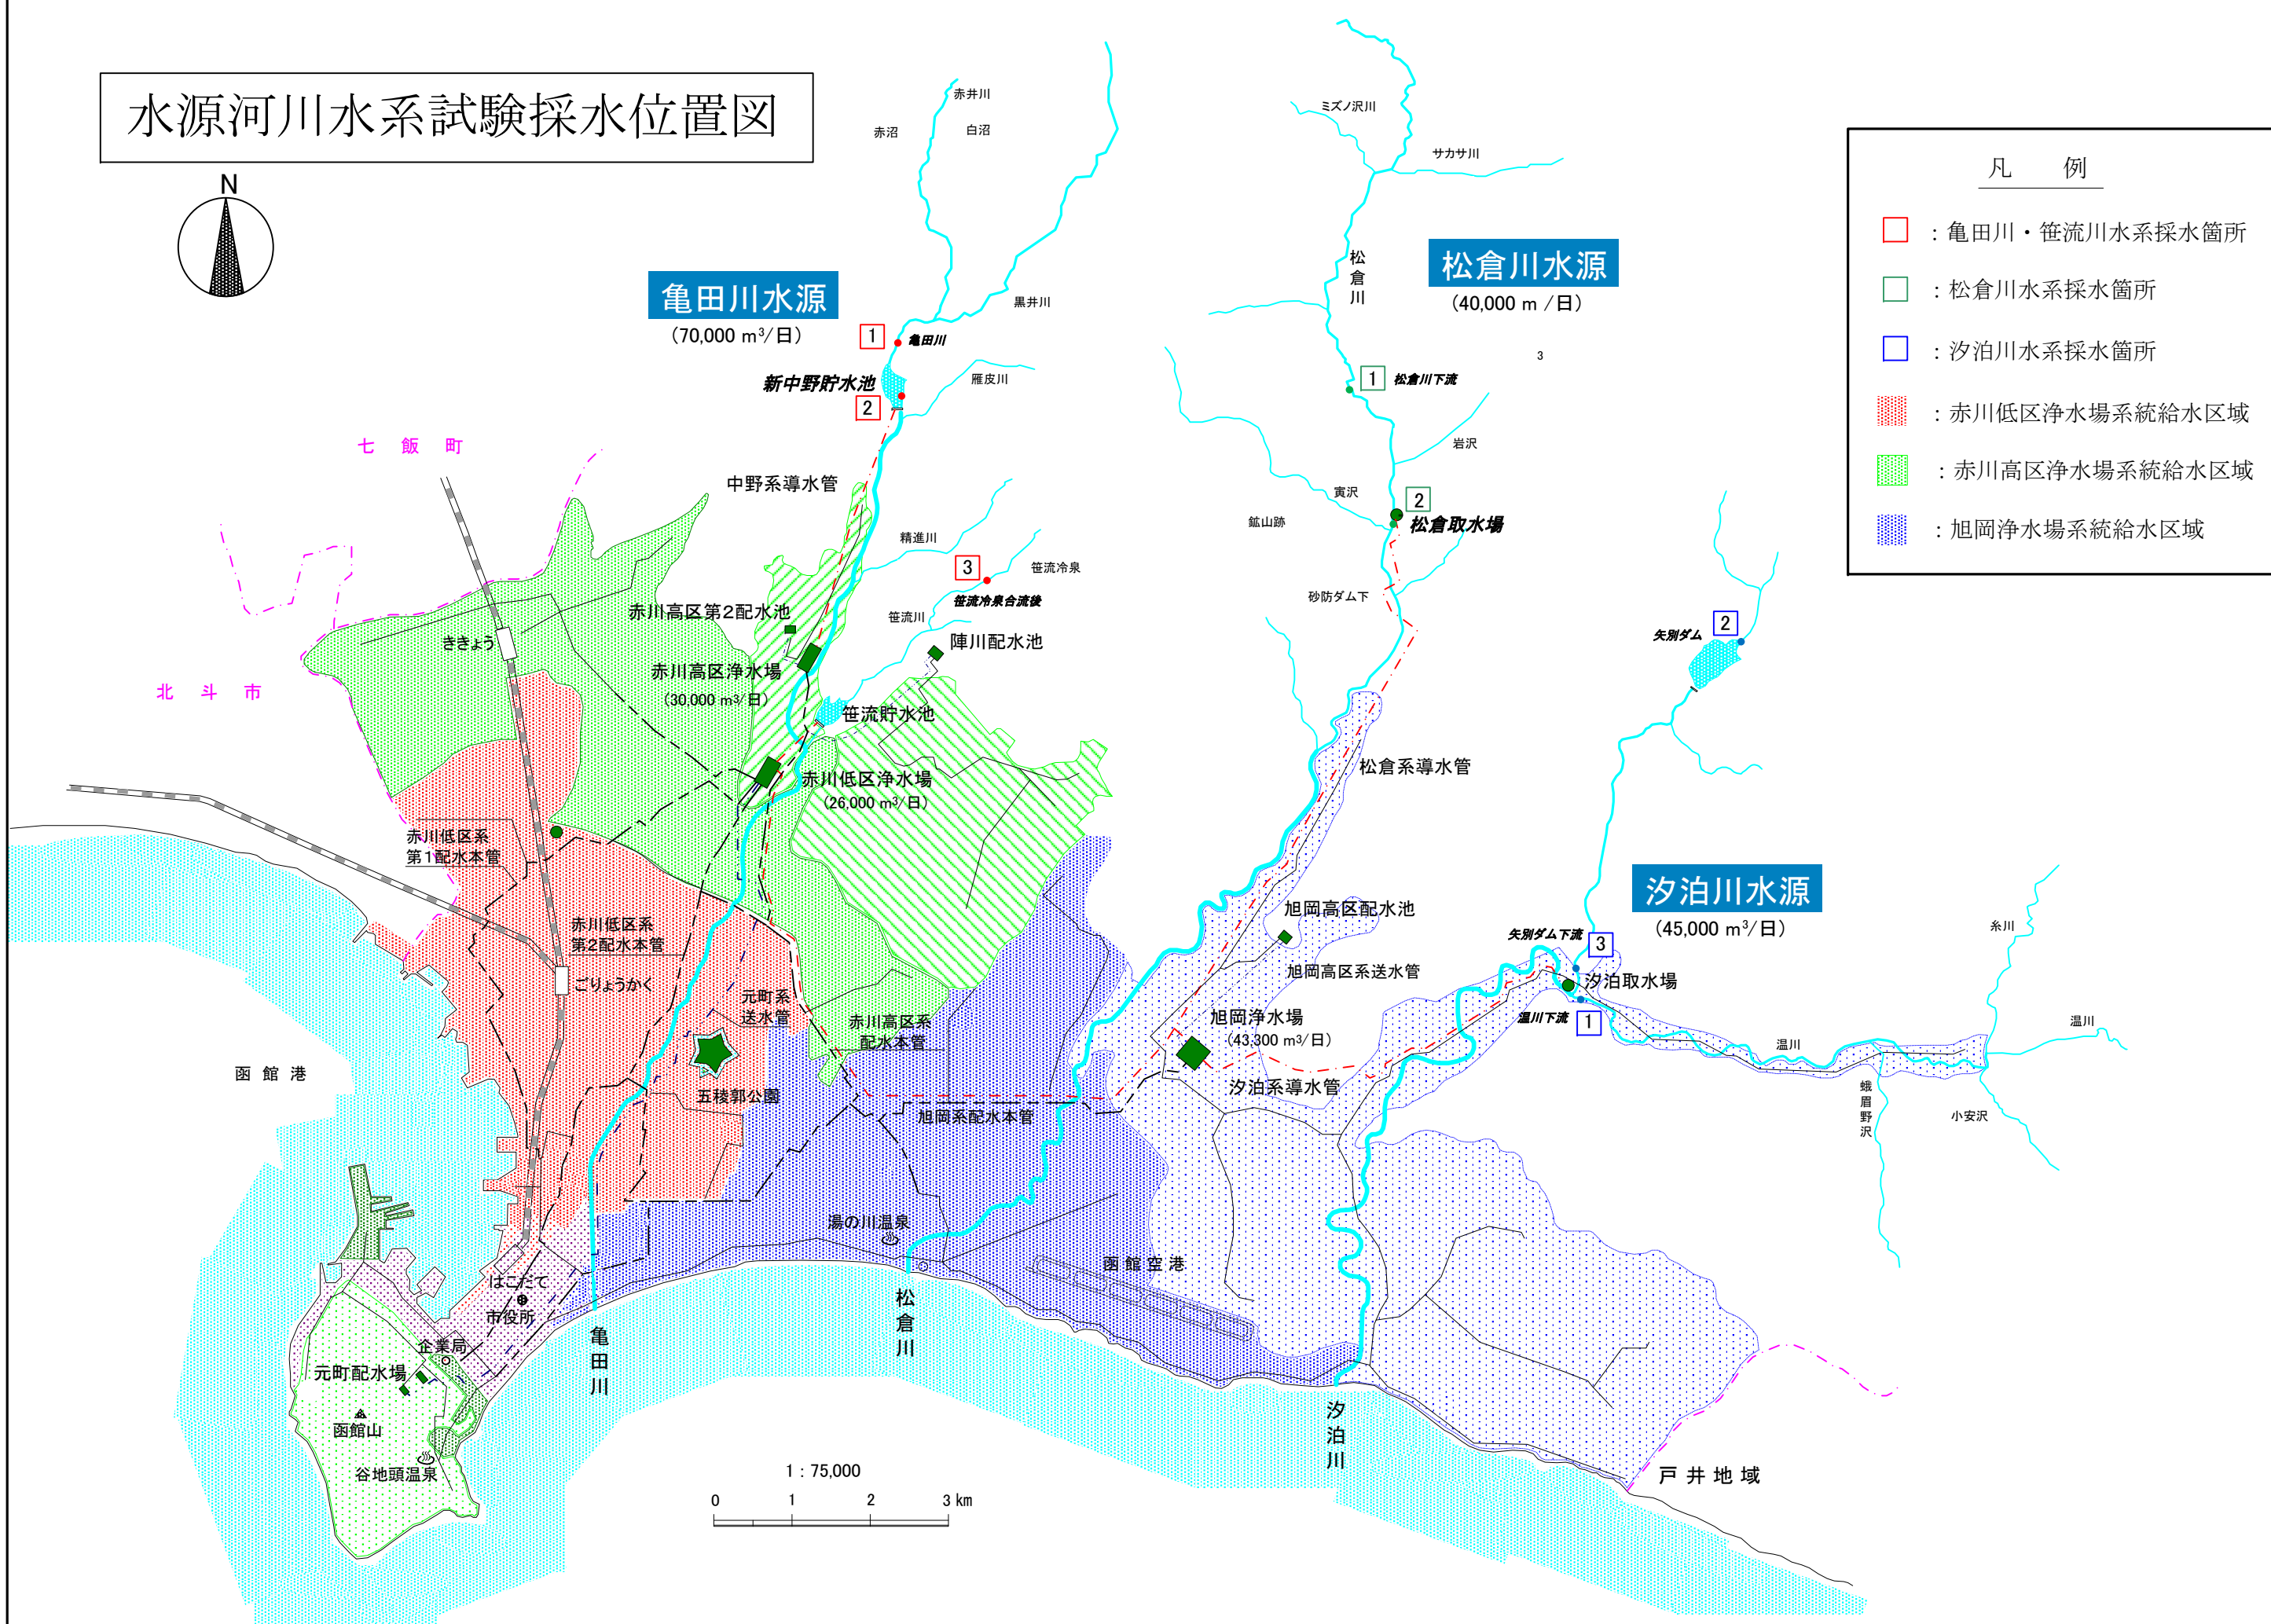 水源河川水系試験採水位置図
N
凡 例
：亀田川・笹流川水系採水箇所
：松倉川水系採水箇所
：汐泊川水系採水箇所
：赤川低区浄水場系統給水区域
：赤川高区浄水場系統給水区域
：旭岡浄水場系統給水区域
赤井川
赤沼
白沼
ミズノ沢川
サカサ川
松倉川
松倉川水源
(40,000 m /日)
3
亀田川水源
(70,000 m³/日)
黒井川
1
亀田川
新中野貯水池
2
雁皮川
1
松倉川下流
岩沢
七飯町
中野系導水管
寅沢
鉱山跡
2
松倉取水場
精進川
3
笹流冷泉
笹流冷泉合流後
砂防ダム下
赤川高区第2配水池
笹流川
陣川配水池
ききょう
矢別ダム
2
赤川高区浄水場
(30,000 m³/日)
北斗市
笹流貯水池
赤川低区浄水場
(26,000 m³/日)
松倉系導水管
赤川低区系
第1配水本管
汐泊川水源
(45,000 m³/日)
赤川低区系
第2配水本管
旭岡高区配水池
糸川
矢別ダム下流
3
旭岡高区系送水管
汐泊取水場
ごりょうかく
元町系
送水管
赤川高区系
配水本管
旭岡浄水場
(43,300 m³/日)
温川下流
1
温川
温川
函館港
五稜郭公園
旭岡系配水本管
汐泊系導水管
蛾眉野沢
小安沢
湯の川温泉
函館空港
はこだて
市役所
企業局
元町配水場
函館山
谷地頭温泉
亀田川
松倉川
汐泊川
戸井地域
1：75,000
0 1 2 3 km